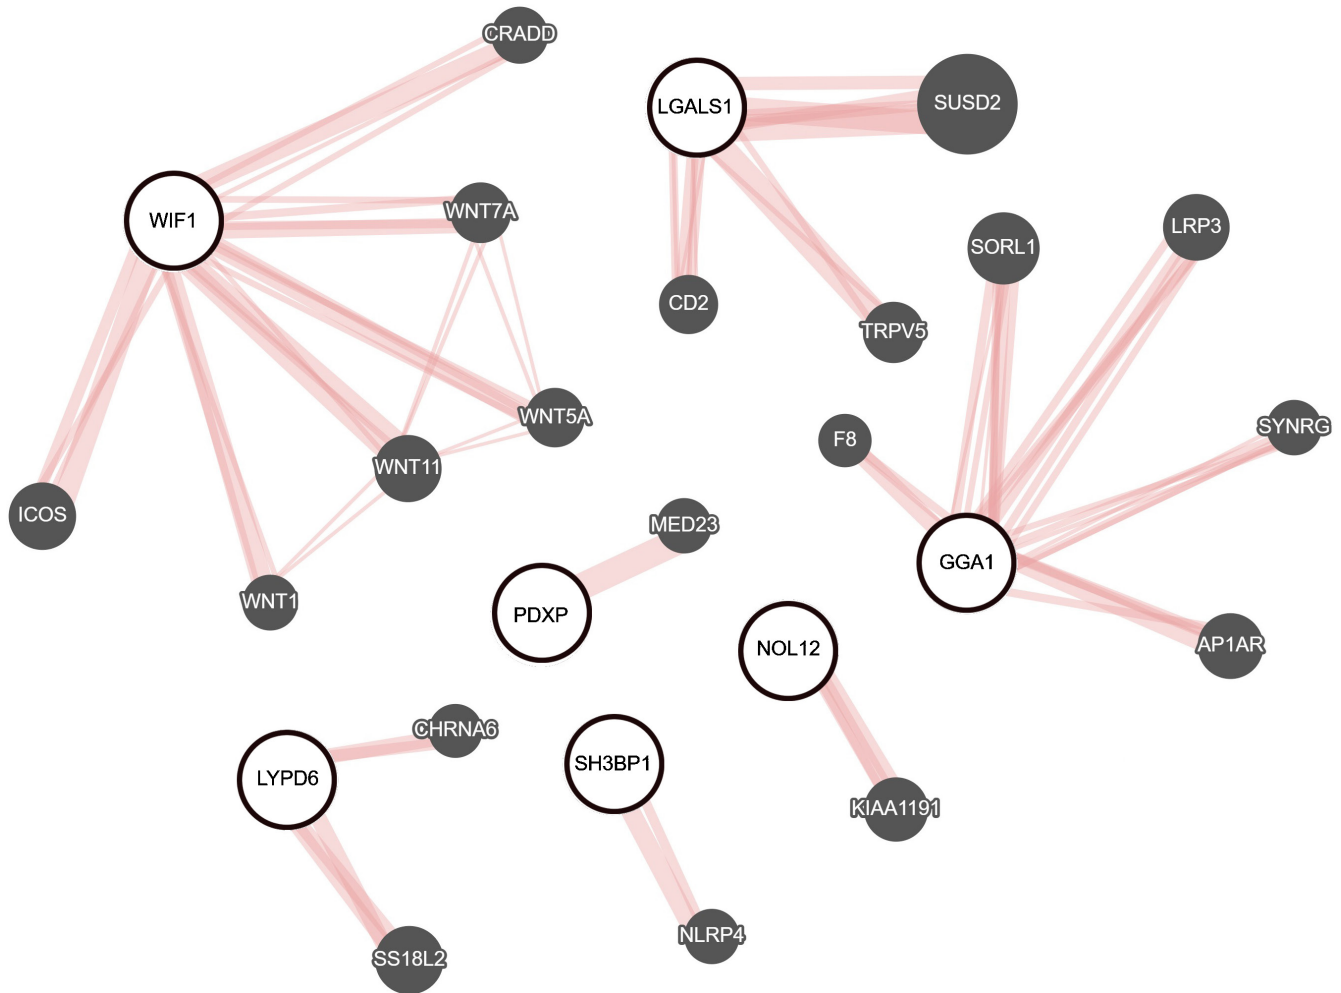 CRADD
LGALS1
SUSD2
WIF1
WNT7A
LRP3
SORL1
CD2
TRPV5
WNT5A
SYNRG
F8
WNT11
ICOS
MED23
GGA1
WNT1
PDXP
NOL12
AP1AR
CHRNA6
SH3BP1
LYPD6
KIAA1191
NLRP4
SS18L2